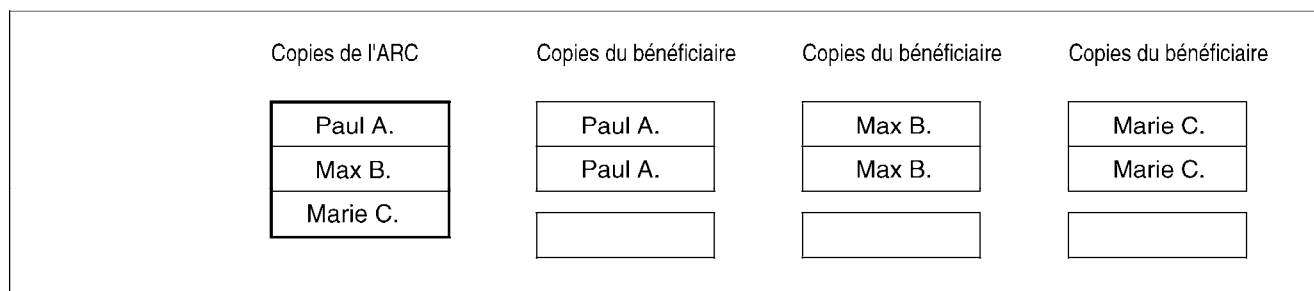 Copies de l'ARC Copies du bénéficiaire Copies du bénéficiaire Copies du bénéficiaire
Paul A. Paul A. Max B. Marie C.
Max B. Paul A. Max B. Marie C.
Marie C.